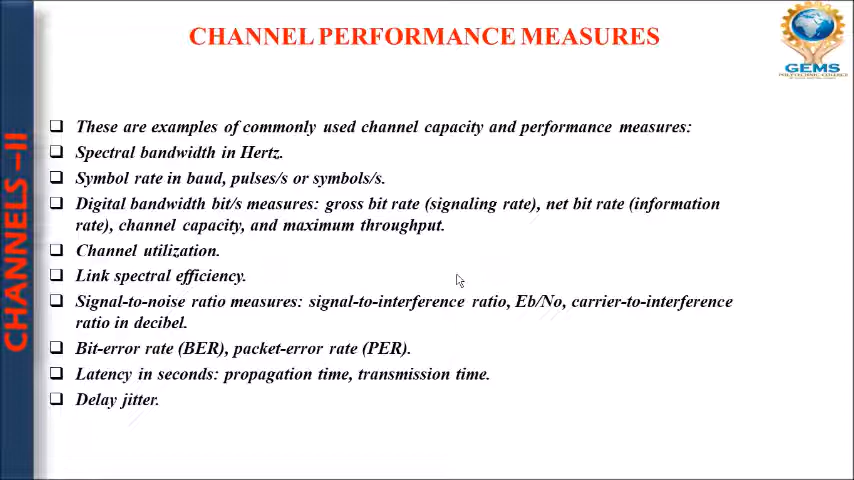 CHANNEL PERFORMANCE MEASURES
GEMS
POLYTECHNIC COLLEGE
CHANNELS –II
❑ These are examples of commonly used channel capacity and performance measures:
❑ Spectral bandwidth in Hertz.
❑ Symbol rate in baud, pulses/s or symbols/s.
❑ Digital bandwidth bit/s measures: gross bit rate (signaling rate), net bit rate (information
rate), channel capacity, and maximum throughput.
❑ Channel utilization.
❑ Link spectral efficiency.
❑ Signal-to-noise ratio measures: signal-to-interference ratio, Eb/No, carrier-to-interference
ratio in decibel.
❑ Bit-error rate (BER), packet-error rate (PER).
❑ Latency in seconds: propagation time, transmission time.
❑ Delay jitter.